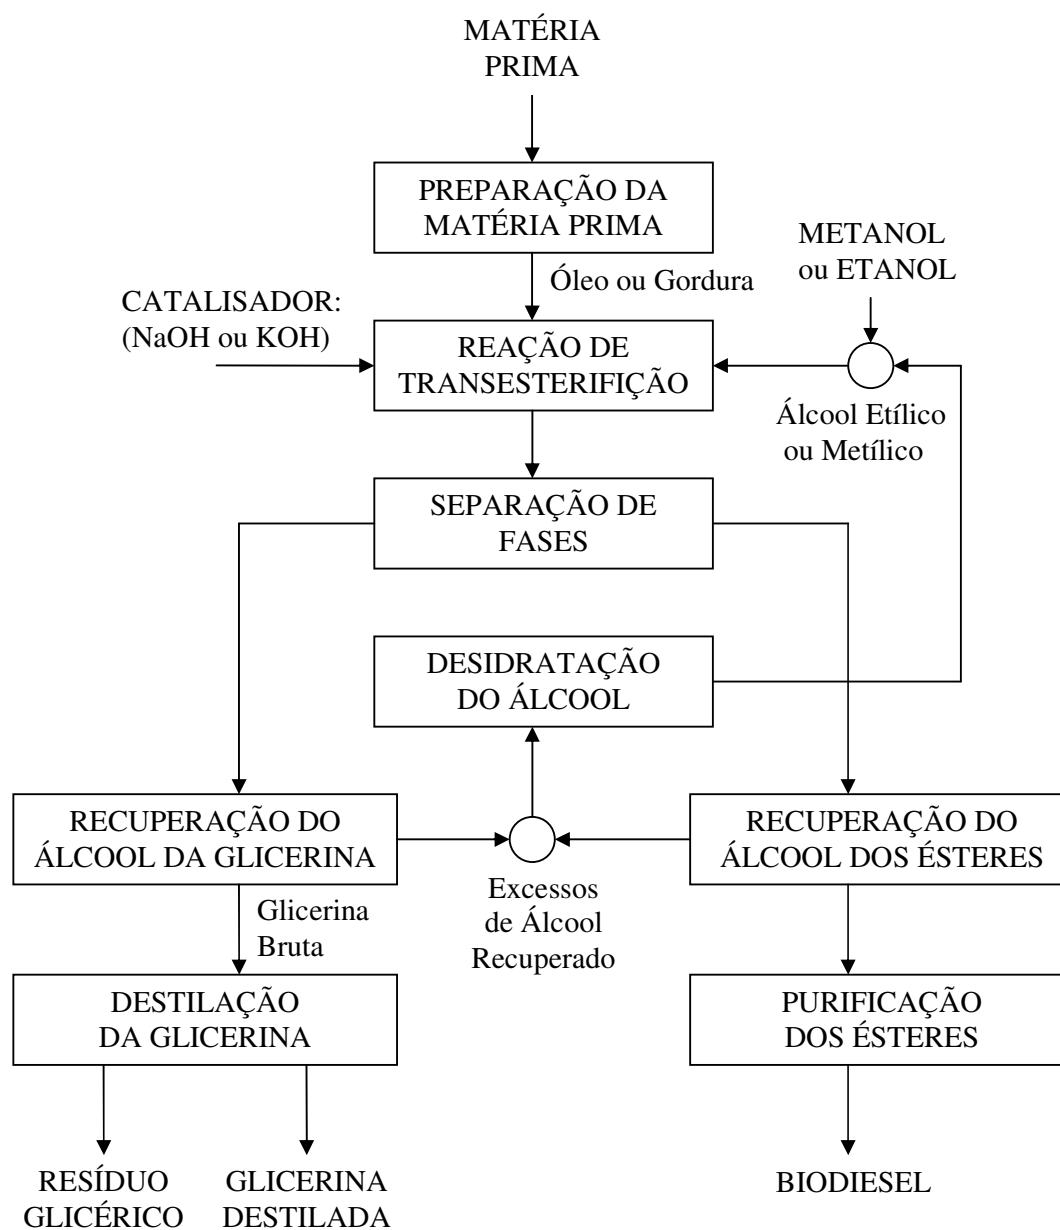 MATÉRIA
PRIMA
PREPARAÇÃO DA
MATÉRIA PRIMA
METANOL
ou ETANOL
Óleo ou Gordura
CATALISADOR:
(NaOH ou KOH)
REAÇÃO DE
TRANSESTERIFIÇÃO
Álcool Etílico
ou Metílico
SEPARAÇÃO DE
FASES
DESIDRATAÇÃO
DO ÁLCOOL
RECUPERAÇÃO DO
ÁLCOOL DA GLICERINA
RECUPERAÇÃO DO
ÁLCOOL DOS ÉSTERES
Excessos
de Álcool
Recuperado
Glicerina
Bruta
DESTILAÇÃO
DA GLICERINA
PURIFICAÇÃO
DOS ÉSTERES
RESÍDUO
GLICÉRICO
GLICERINA
DESTILADA
BIODIESEL